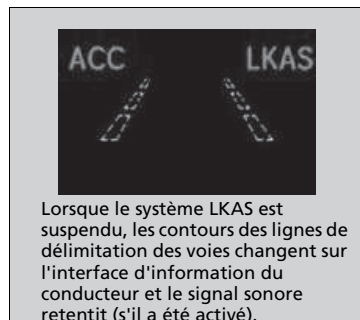 ACC LKAS
Lorsque le système LKAS est
suspendu, les contours des lignes de
délimitation des voies changent sur
l'interface d'information du
conducteur et le signal sonore
retentit (s'il a été activé).